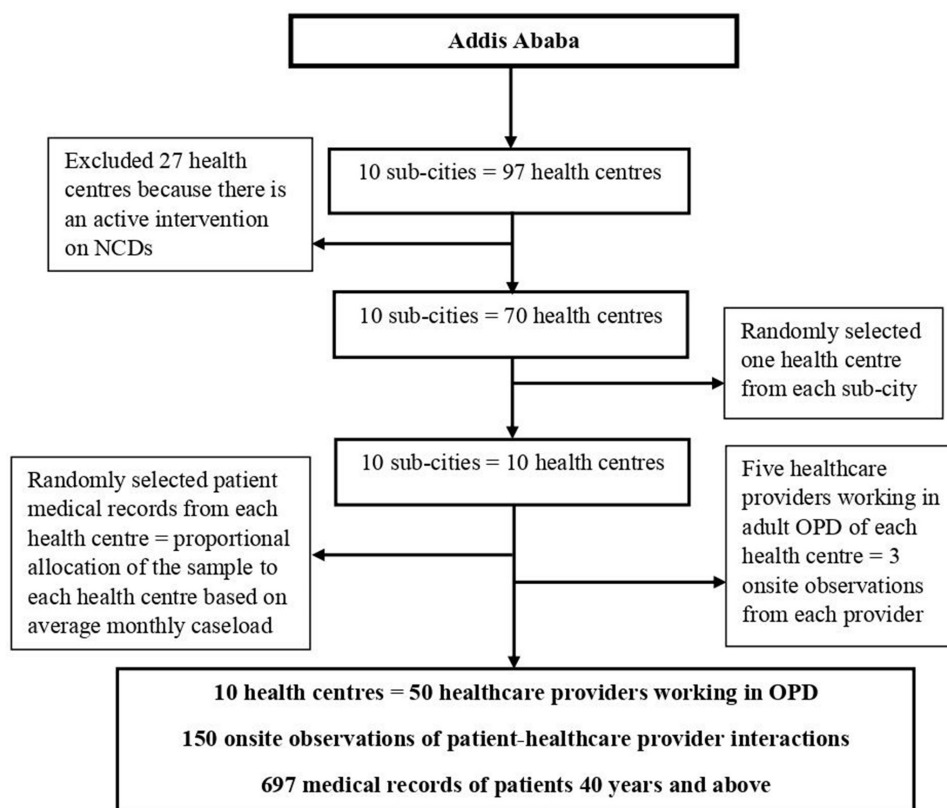 Addis Ababa
Excluded 27 health
centres because there is
an active intervention
on NCDs
10 sub-cities = 97 health centres
10 sub-cities = 70 health centres
Randomly selected
one health centre
from each sub-city
10 sub-cities = 10 health centres
Randomly selected patient
medical records from each
health centre = proportional
allocation of the sample to
each health centre based on
average monthly caseload
Five healthcare
providers working in
adult OPD of each
health centre = 3
onsite observations
from each provider
10 health centres = 50 healthcare providers working in OPD
150 onsite observations of patient-healthcare provider interactions
697 medical records of patients 40 years and above